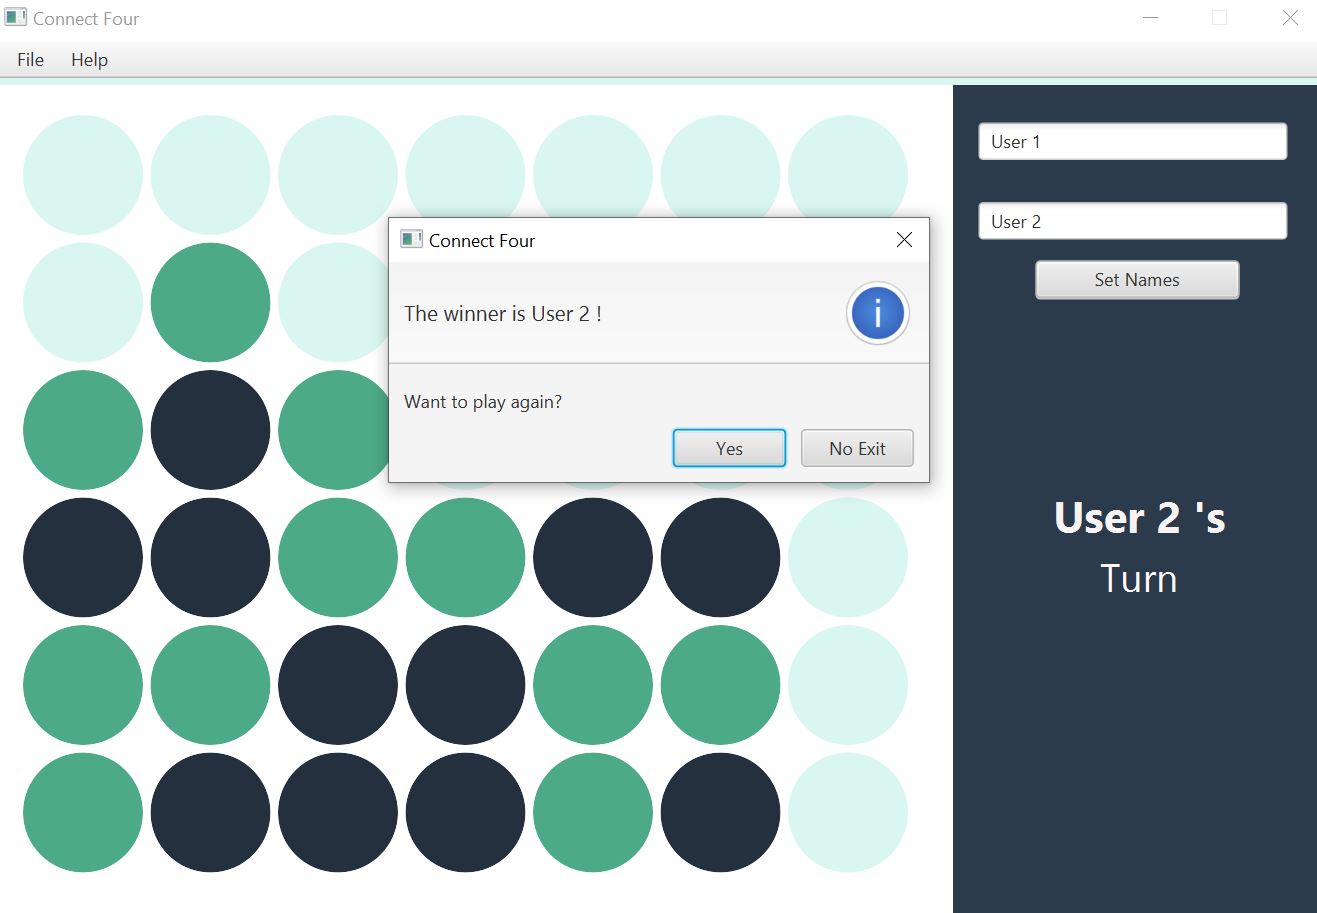 Connect Four
File Help
User 1
User 2
Set Names
Connect Four
The winner is User 2 !
Want to play again?
Yes No Exit
User 2 's
Turn